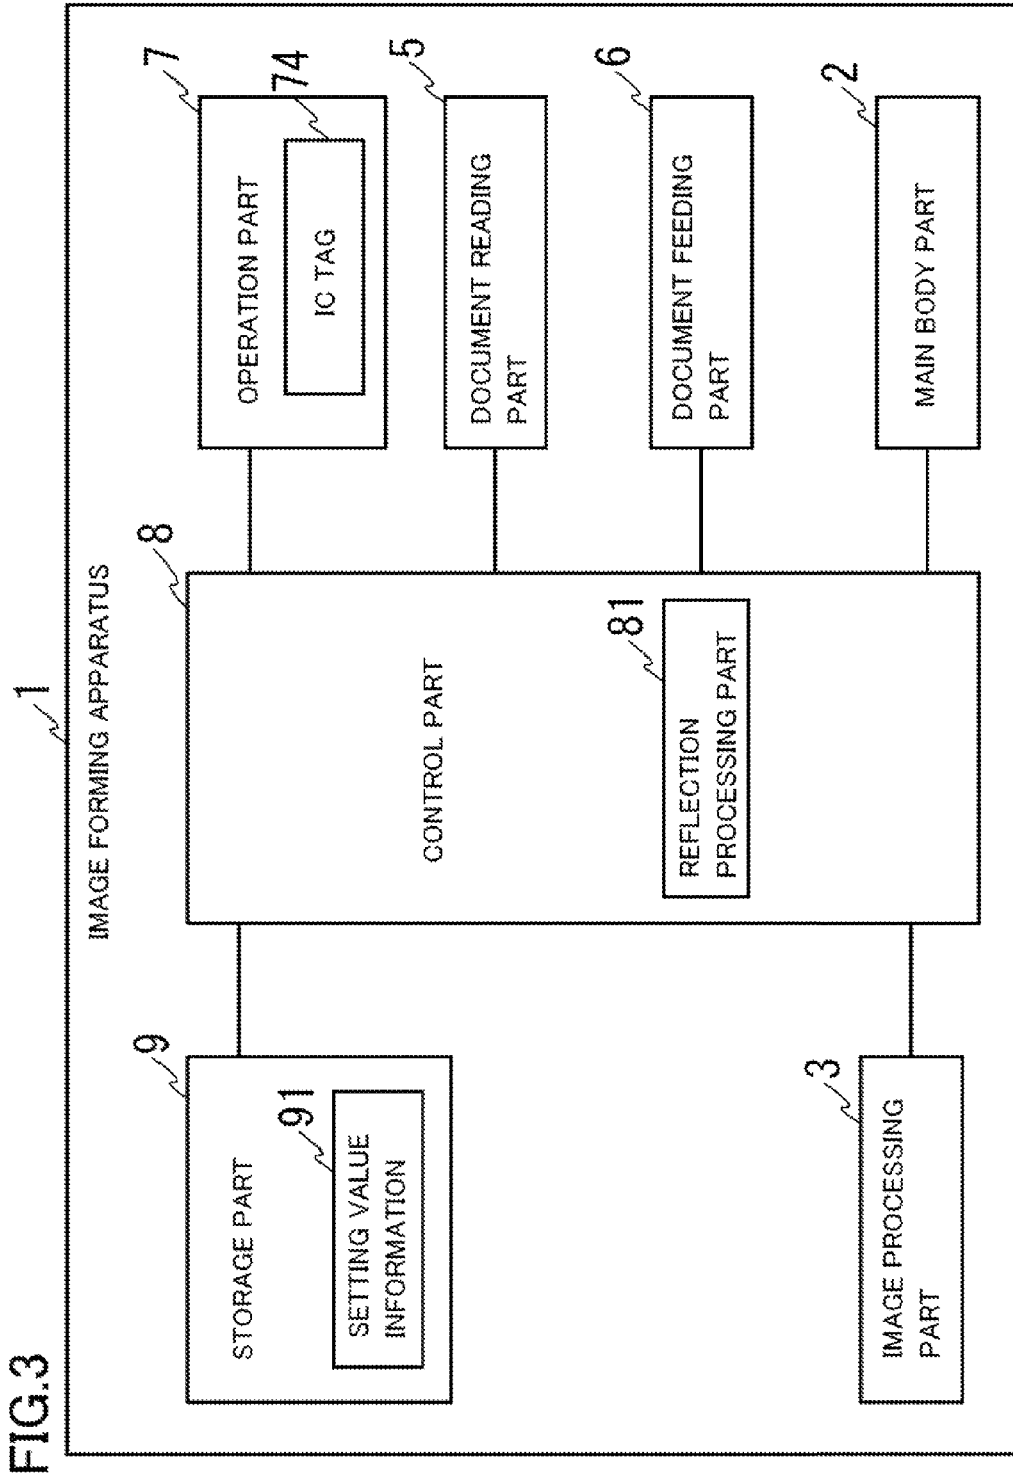 FIG.3
1
IMAGE FORMING APPARATUS
9
STORAGE PART
91
SETTING VALUE
INFORMATION
3
IMAGE PROCESSING
PART
8
CONTROL PART
81
REFLECTION
PROCESSING PART
7
OPERATION PART
74
IC TAG
5
DOCUMENT READING
PART
6
DOCUMENT FEEDING
PART
2
MAIN BODY PART